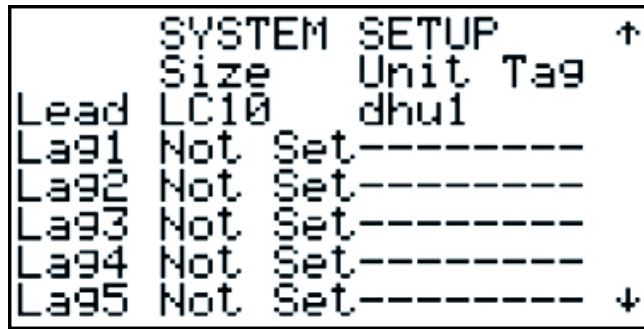 SYSTEM SETUP ↑
Size Unit Tag
Lead LC10 dhu1
Lag1 Not Set--------
Lag2 Not Set--------
Lag3 Not Set--------
Lag4 Not Set--------
Lag5 Not Set-------- ↓